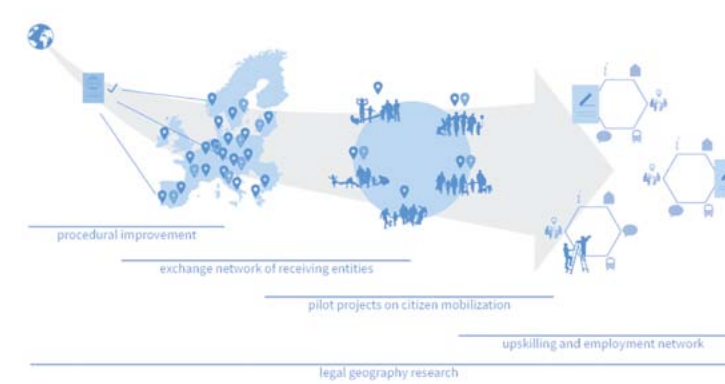 procedural improvement
exchange network of receiving entities
pilot projects on citizen mobilization
upskilling and employment network
legal geography research